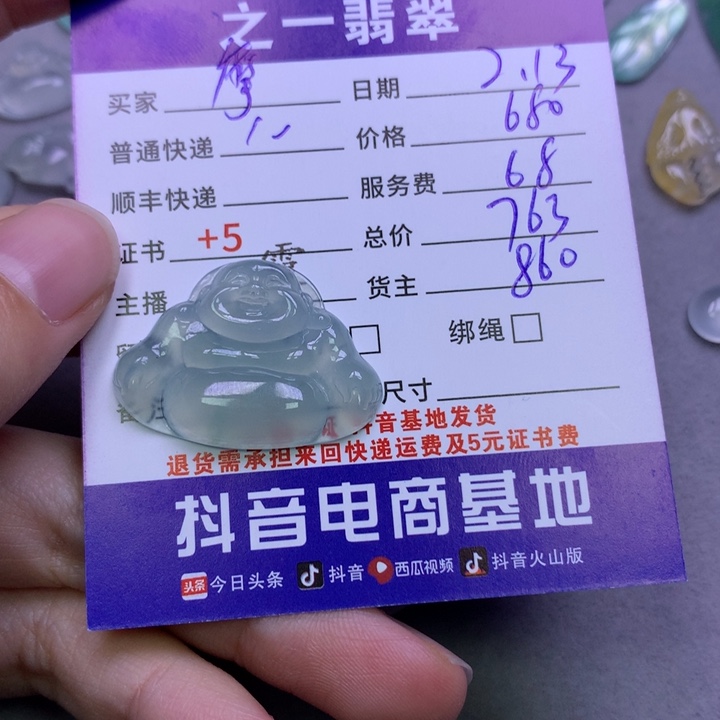 之一翡翠
买家 日期 7.13
普通快递 价格 680
顺丰快递 服务费 68
证书 +5 总价 763
主播 雪 货主 860
绑绳
尺寸
抖音基地发货
退货需承担来回快递运费及5元证书费
抖音电商基地
头条 今日头条 抖音 西瓜视频 抖音火山版